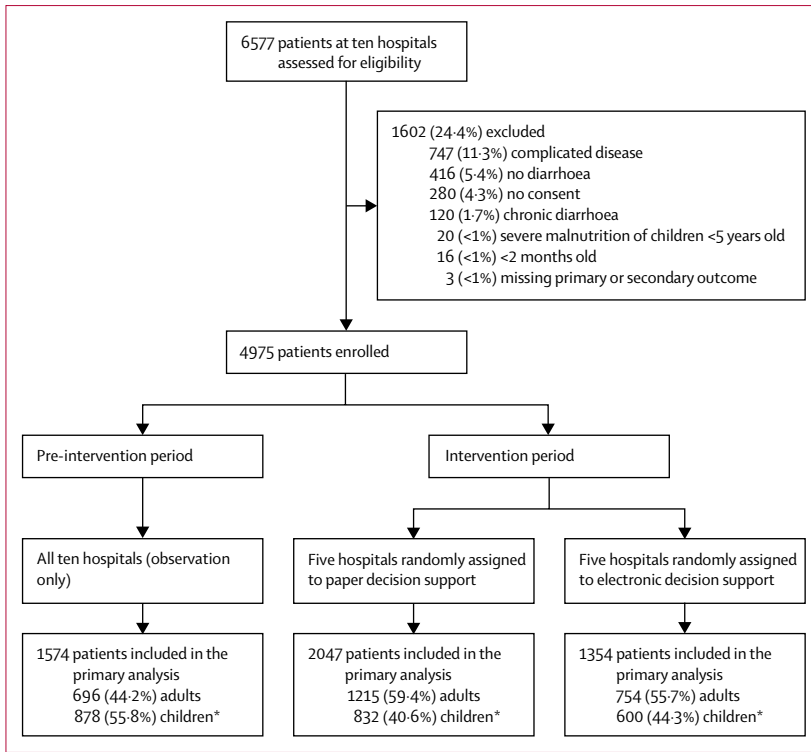 6577 patients at ten hospitals
assessed for eligibility
1602 (24·4%) excluded
747 (11·3%) complicated disease
416 (5·4%) no diarrhoea
280 (4·3%) no consent
120 (1·7%) chronic diarrhoea
20 (<1%) severe malnutrition of children <5 years old
16 (<1%) <2 months old
3 (<1%) missing primary or secondary outcome
4975 patients enrolled
Pre-intervention period
Intervention period
All ten hospitals (observation
only)
Five hospitals randomly assigned
to paper decision support
Five hospitals randomly assigned
to electronic decision support
1574 patients included in the
primary analysis
696 (44·2%) adults
878 (55·8%) children*
2047 patients included in the
primary analysis
1215 (59·4%) adults
832 (40·6%) children*
1354 patients included in the
primary analysis
754 (55·7%) adults
600 (44·3%) children*